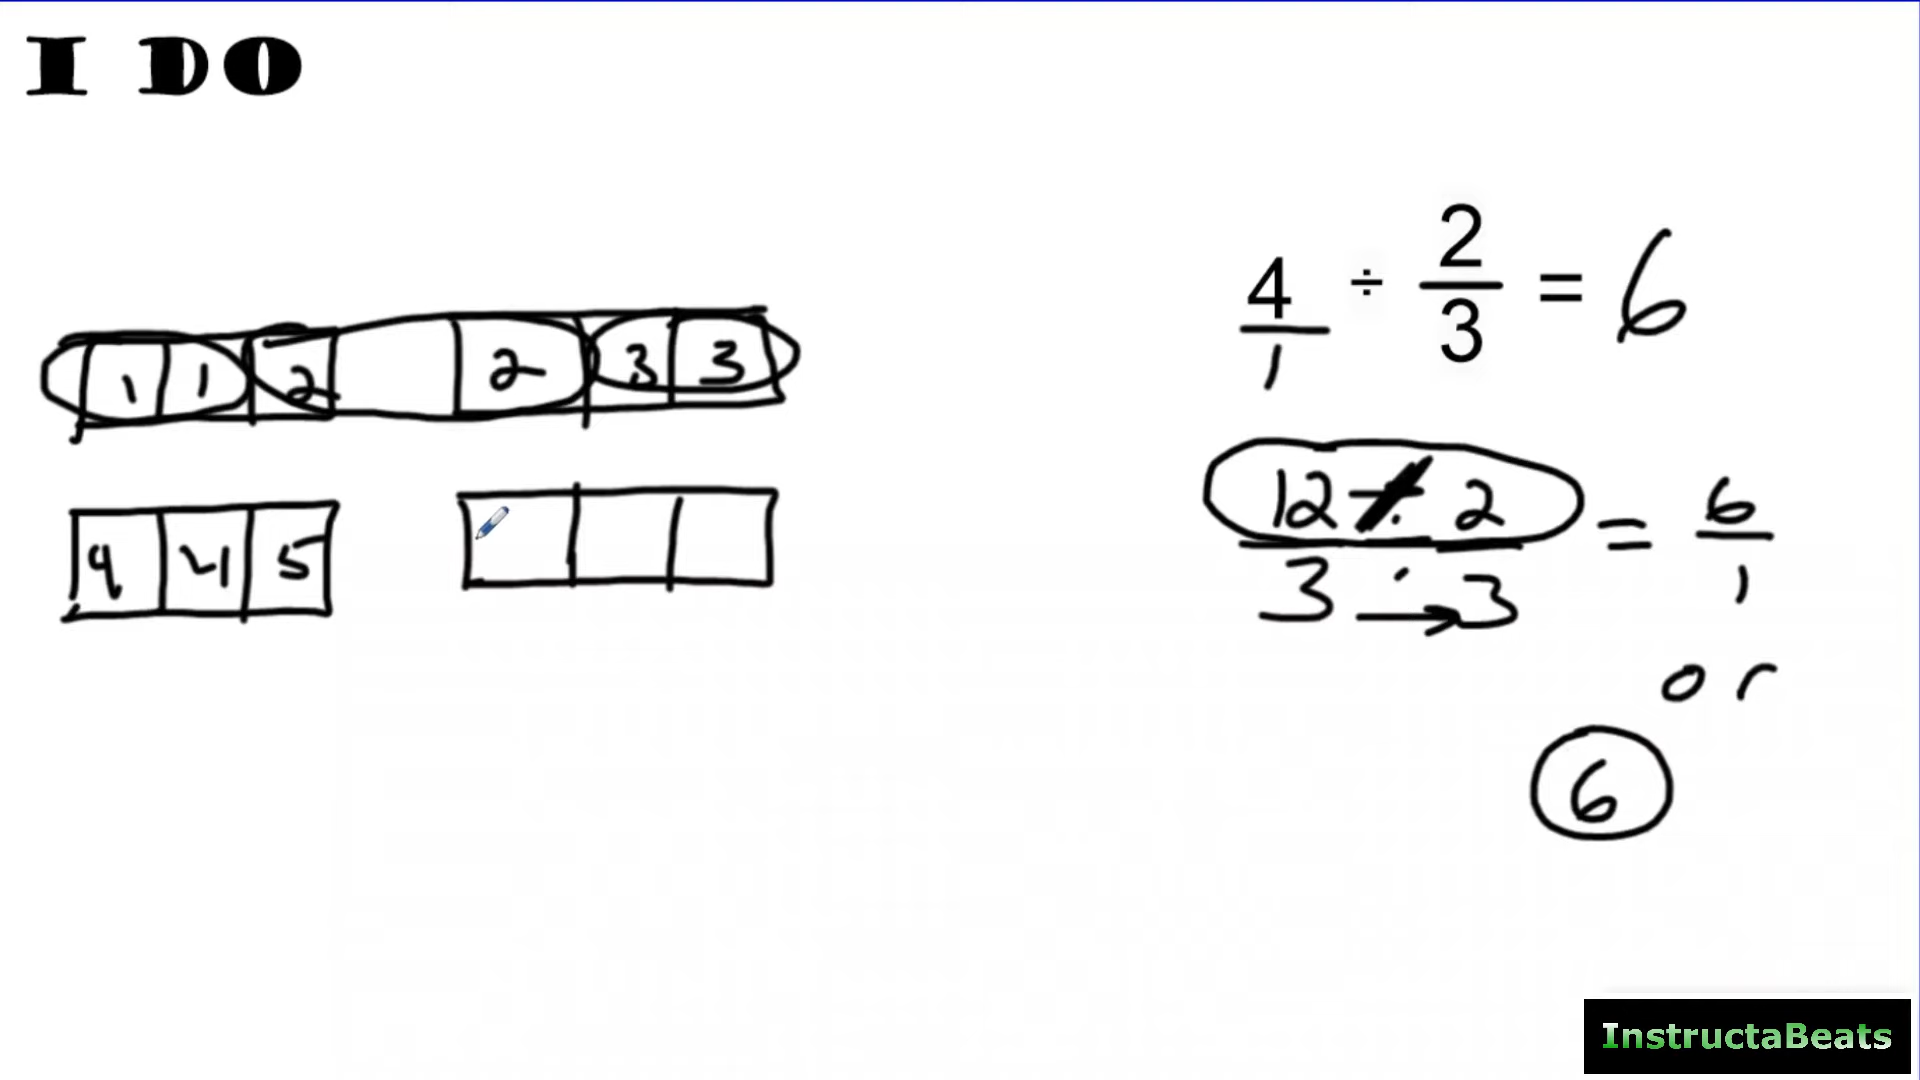 I DO
4/1 ÷ 2/3 = 6
1 1 2 2 3 3
12 ÷ 2 / 3 ÷ 3 = 6/1
4 4 5
or
6
InstructaBeats